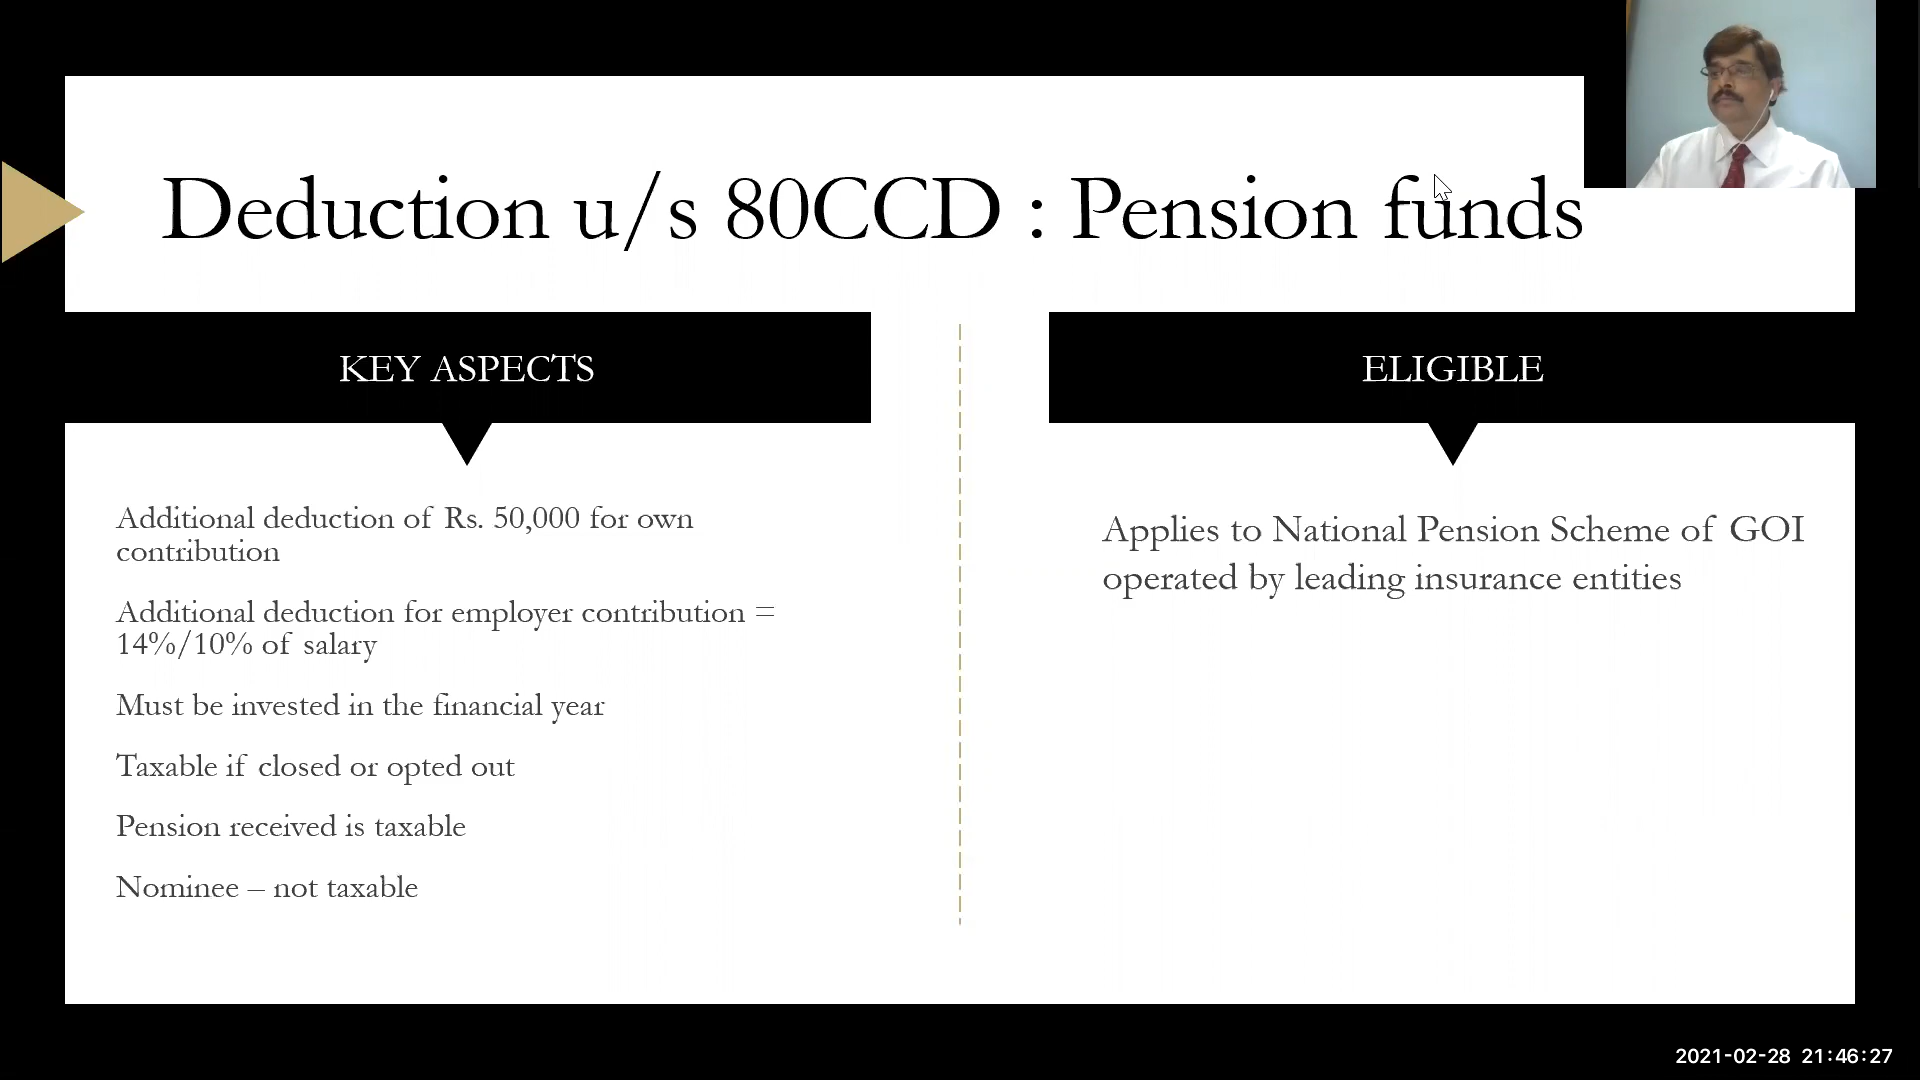 Deduction u/s 80CCD : Pension funds
KEY ASPECTS
Additional deduction of Rs. 50,000 for own
contribution
Additional deduction for employer contribution =
14%/10% of salary
Must be invested in the financial year
Taxable if closed or opted out
Pension received is taxable
Nominee – not taxable
ELIGIBLE
Applies to National Pension Scheme of GOI
operated by leading insurance entities
2021-02-28 21:46:27